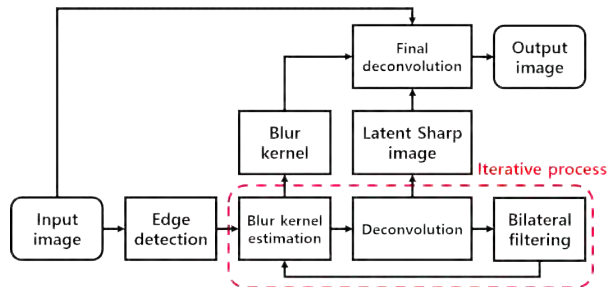 Final
deconvolution
Output
image
Blur
kernel
Latent Sharp
image
Iterative process
Input
image
Edge
detection
Blur kernel
estimation
Deconvolution
Bilateral
filtering